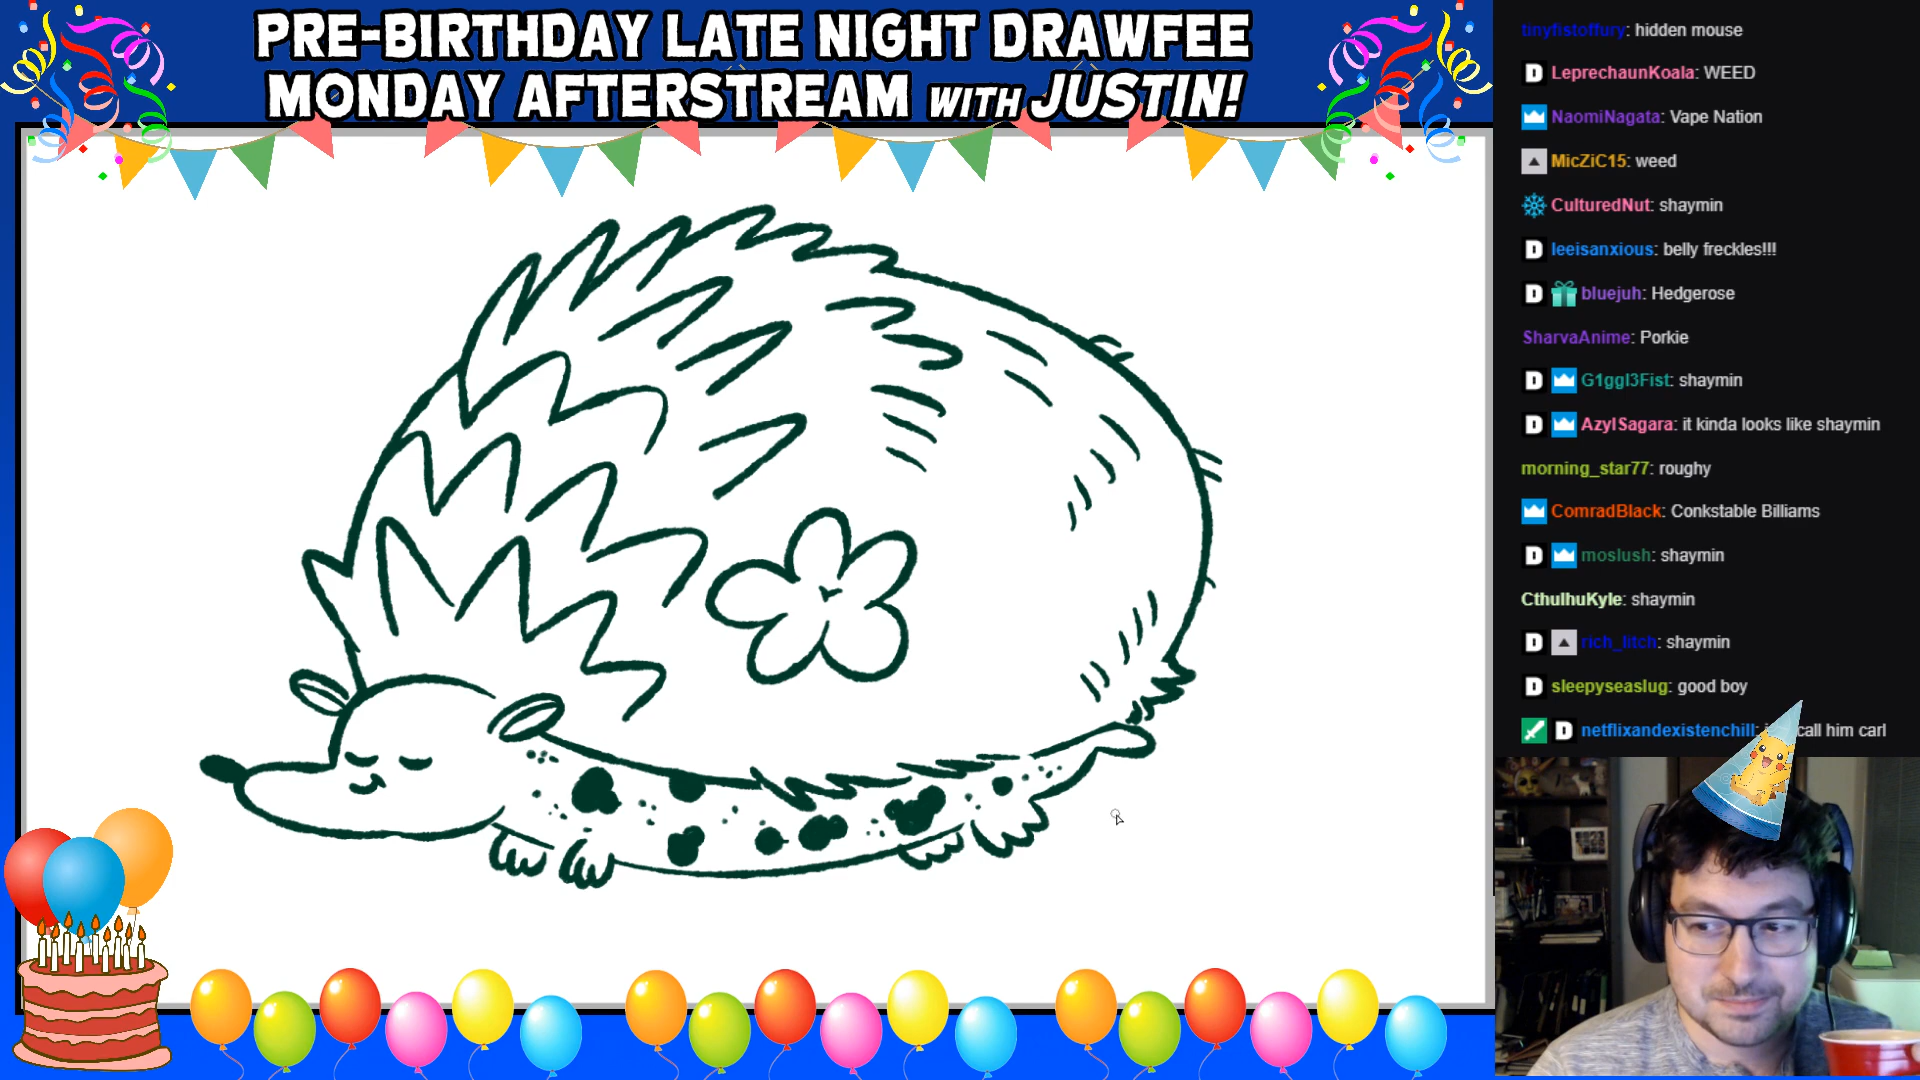 PRE-BIRTHDAY LATE NIGHT DRAWFEE
MONDAY AFTERSTREAM WITH JUSTIN!
tinyfistoffury: hidden mouse
LeprechaunKoala: WEED
NaomiNagata: Vape Nation
MicZiC15: weed
CulturedNut: shaymin
leeisanxious: belly freckles!!!
bluejuh: Hedgerose
SharvaAnime: Porkie
G1ggl3Fist: shaymin
AzylSagara: it kinda looks like shaymin
morning_star77: roughy
ComradBlack: Conkstable Billiams
moslush: shaymin
CthulhuKyle: shaymin
rich_litch: shaymin
sleepyseaslug: good boy
netflixandexistenchill: call him carl